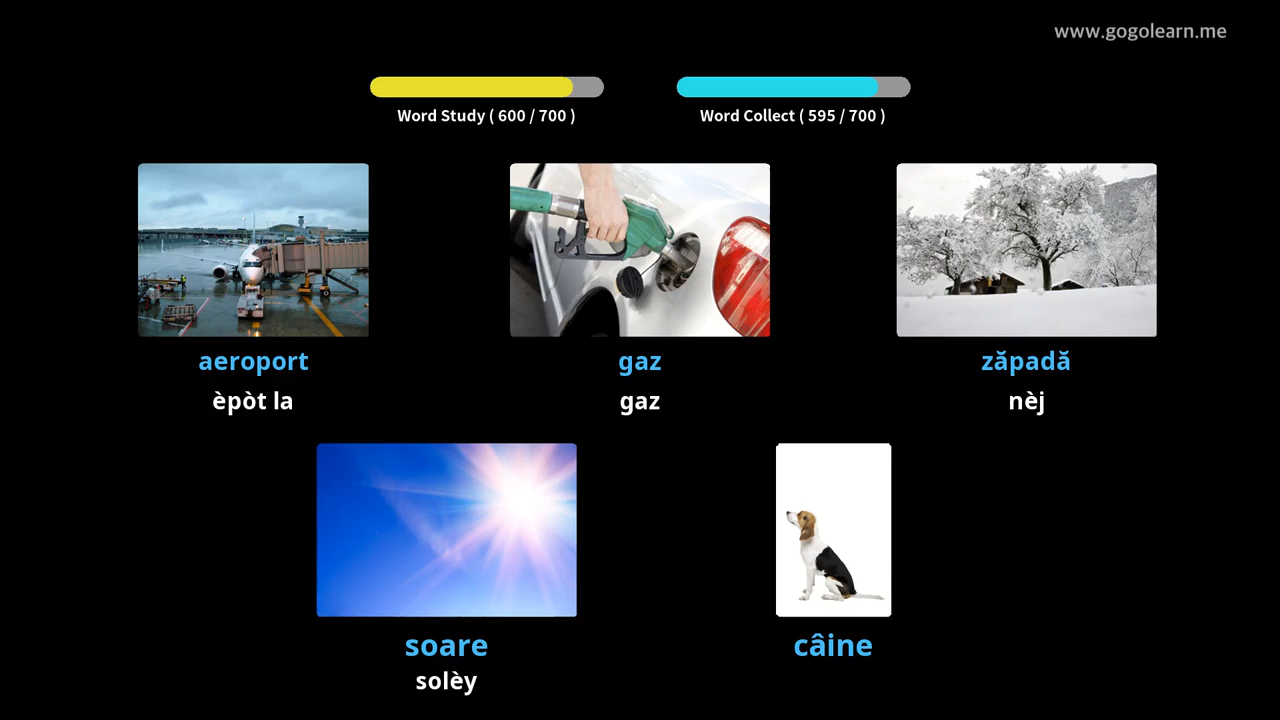 www.gogolearn.me
Word Study ( 600 / 700 )
Word Collect ( 595 / 700 )
aeroport
èpòt la
gaz
gaz
zăpadă
nèj
soare
solèy
câine